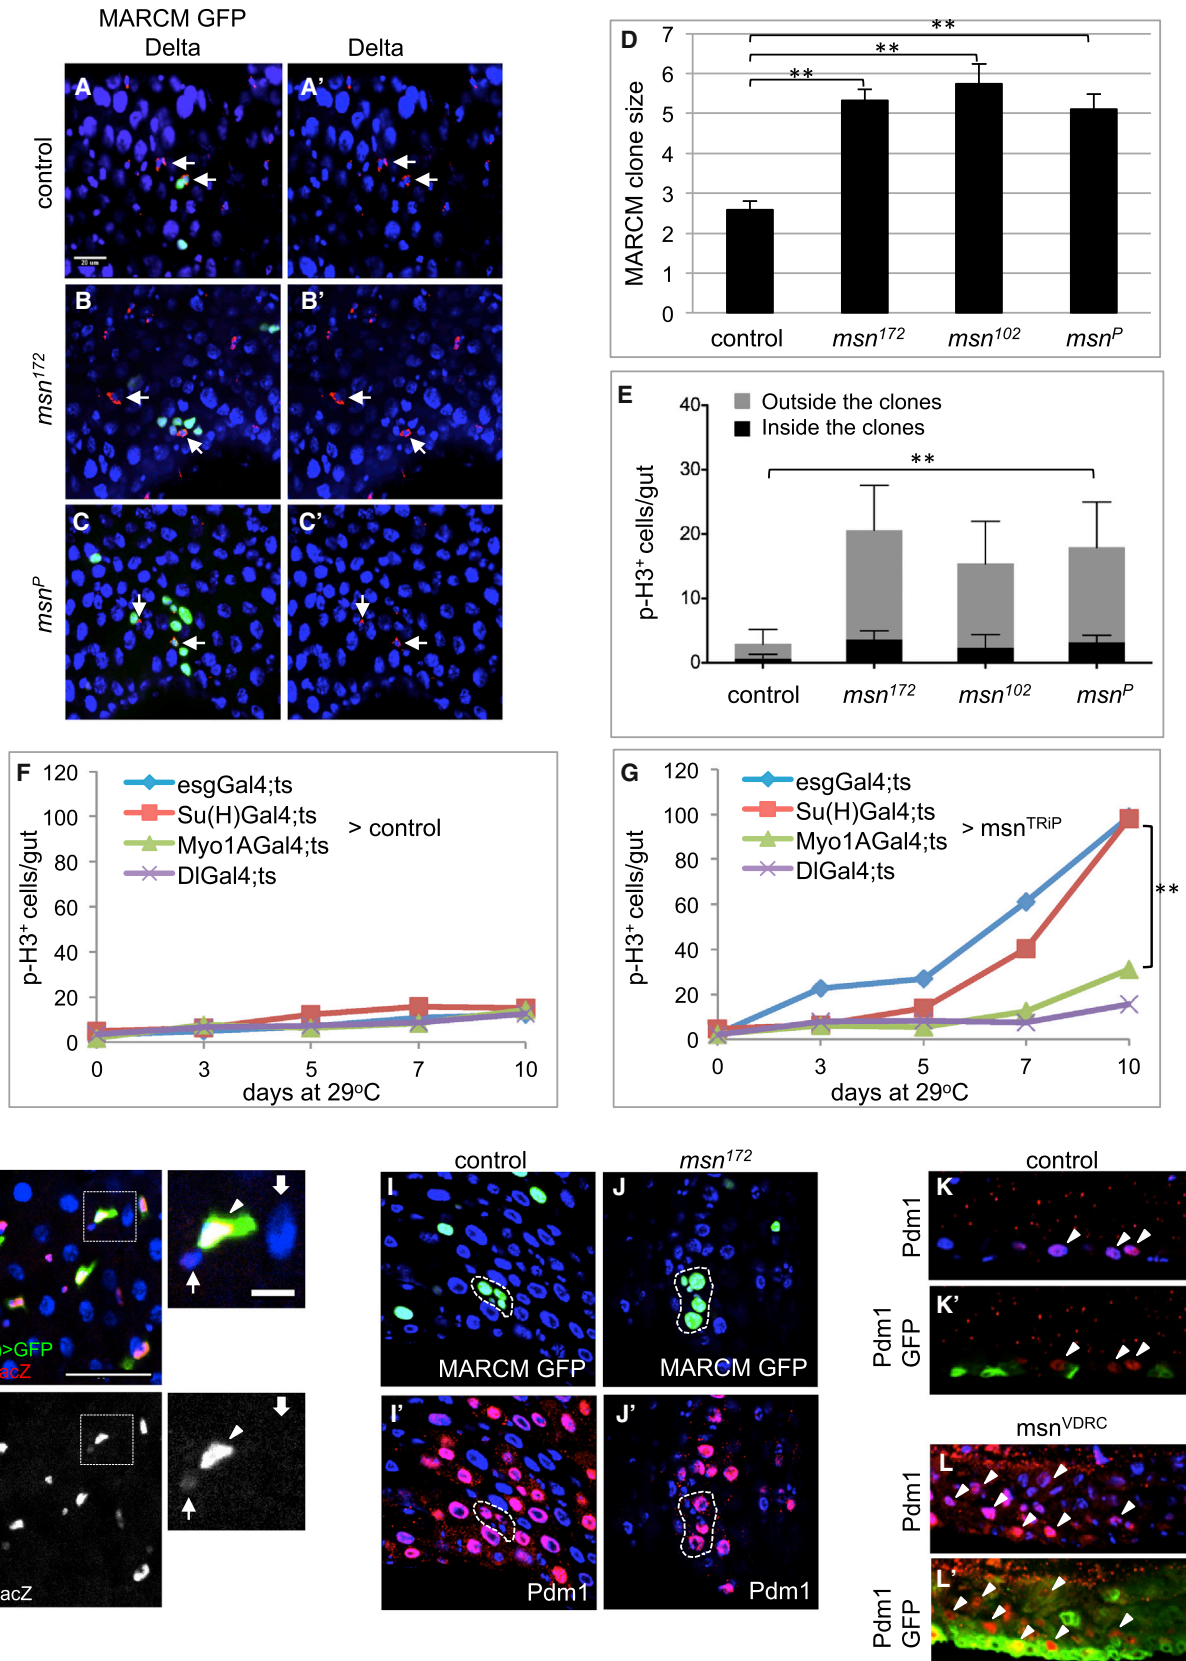 MARCM GFP
Delta
Delta
A
A’
control
20 um
B
B’
msn172
C
C’
msnP
D
MARCM clone size
7
6
5
4
3
2
1
0
**
**
**
control
msn172
msn102
msnP
E
Outside the clones
Inside the clones
p-H3+ cells/gut
40
30
20
10
0
**
control
msn172
msn102
msnP
F
p-H3+ cells/gut
120
100
80
60
40
20
0
esgGal4;ts
Su(H)Gal4;ts
Myo1AGal4;ts
DlGal4;ts
> control
0 3 5 7 10
days at 29oC
G
p-H3+ cells/gut
120
100
80
60
40
20
0
esgGal4;ts
Su(H)Gal4;ts
Myo1AGal4;ts
DlGal4;ts
> msnTRiP
**
0 3 5 7 10
days at 29oC
)>GFP
acZ
acZ
control
msn172
I
J
MARCM GFP
MARCM GFP
I’
J’
Pdm1
Pdm1
control
K
Pdm1
K’
Pdm1
GFP
msnVDRC
L
Pdm1
L’
Pdm1
GFP